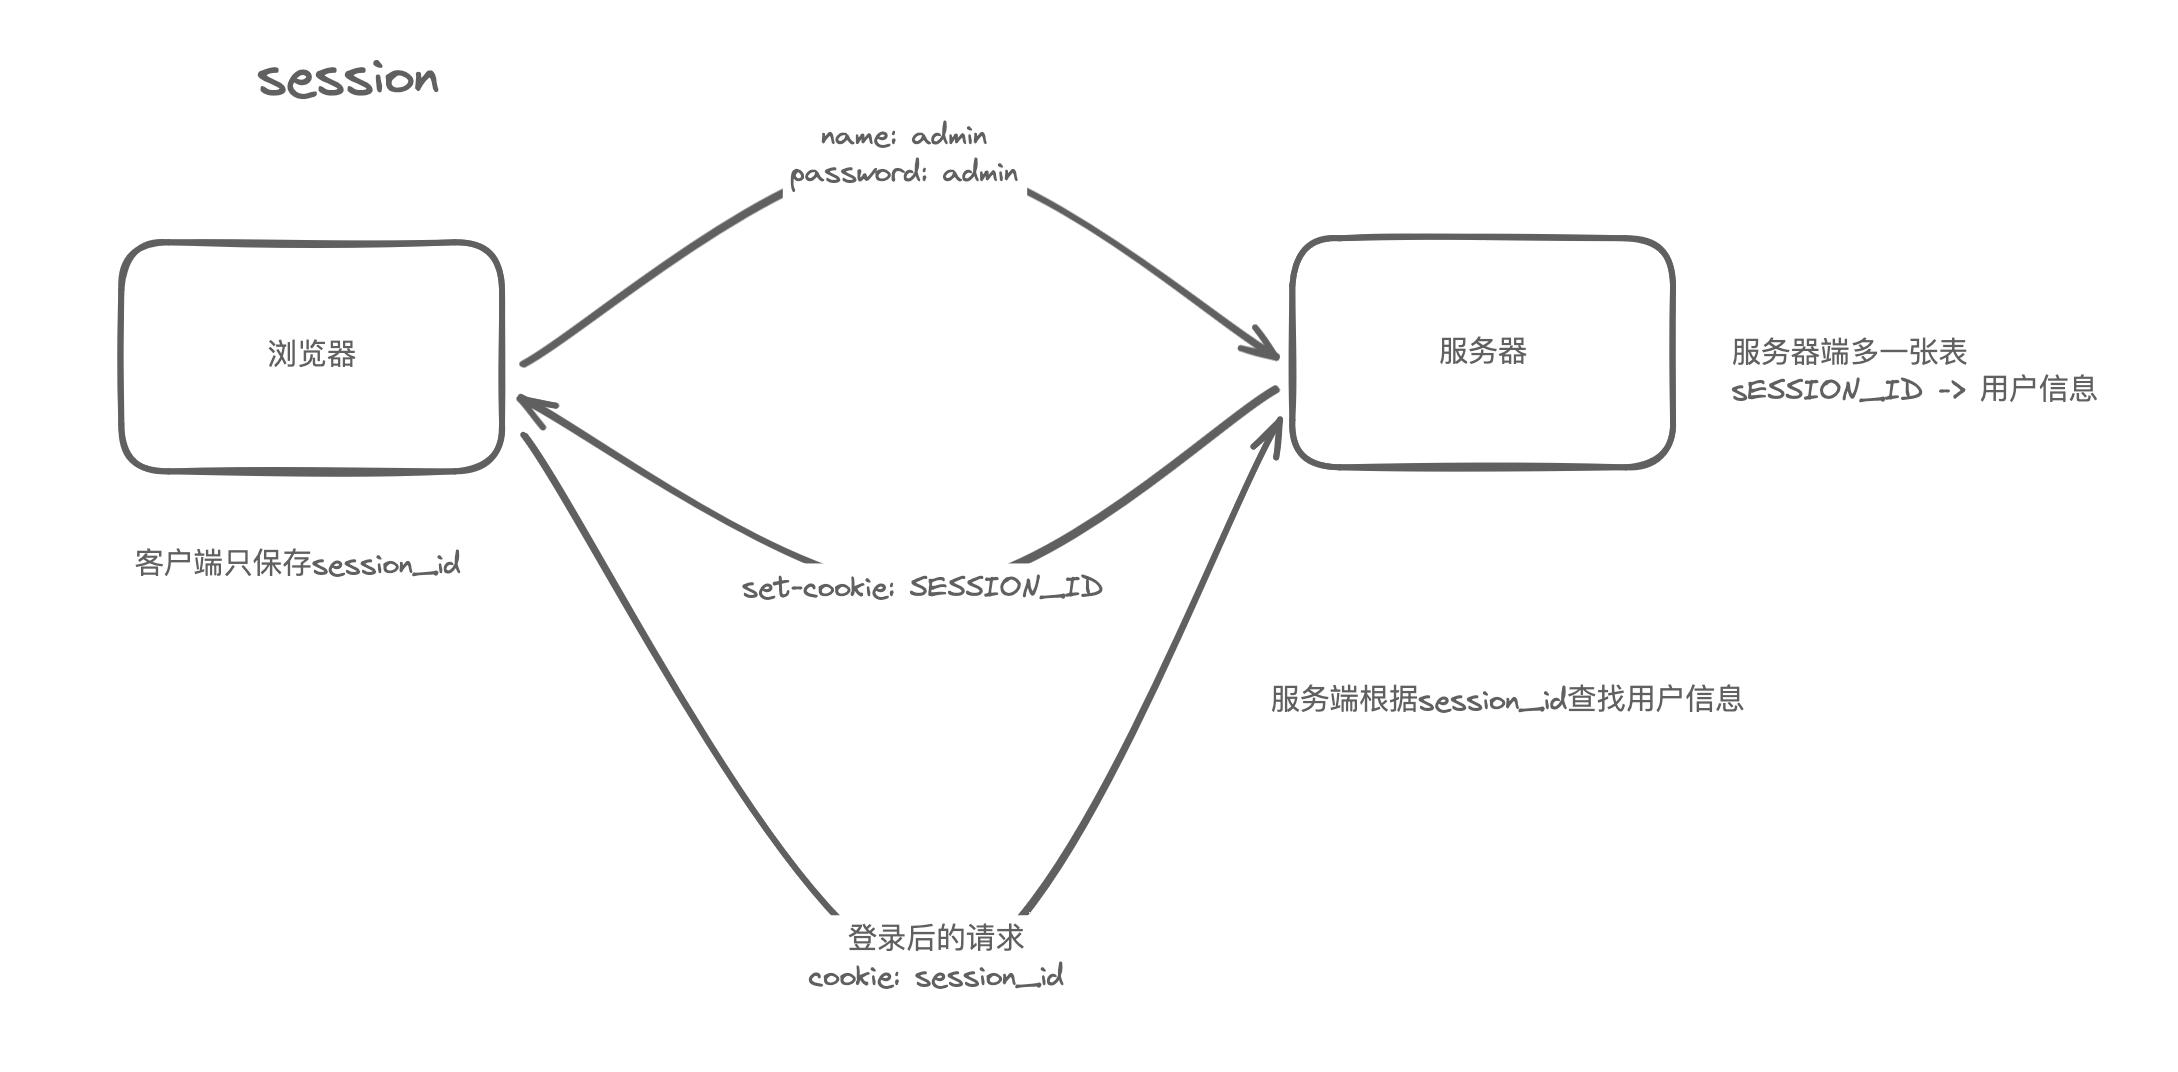 session
name: admin
password: admin
浏览器
服务器
服务器端多一张表
sESSION_ID -> 用户信息
客户端只保存session_id
set-cookie: SESSION_ID
服务端根据session_id查找用户信息
登录后的请求
cookie: session_id